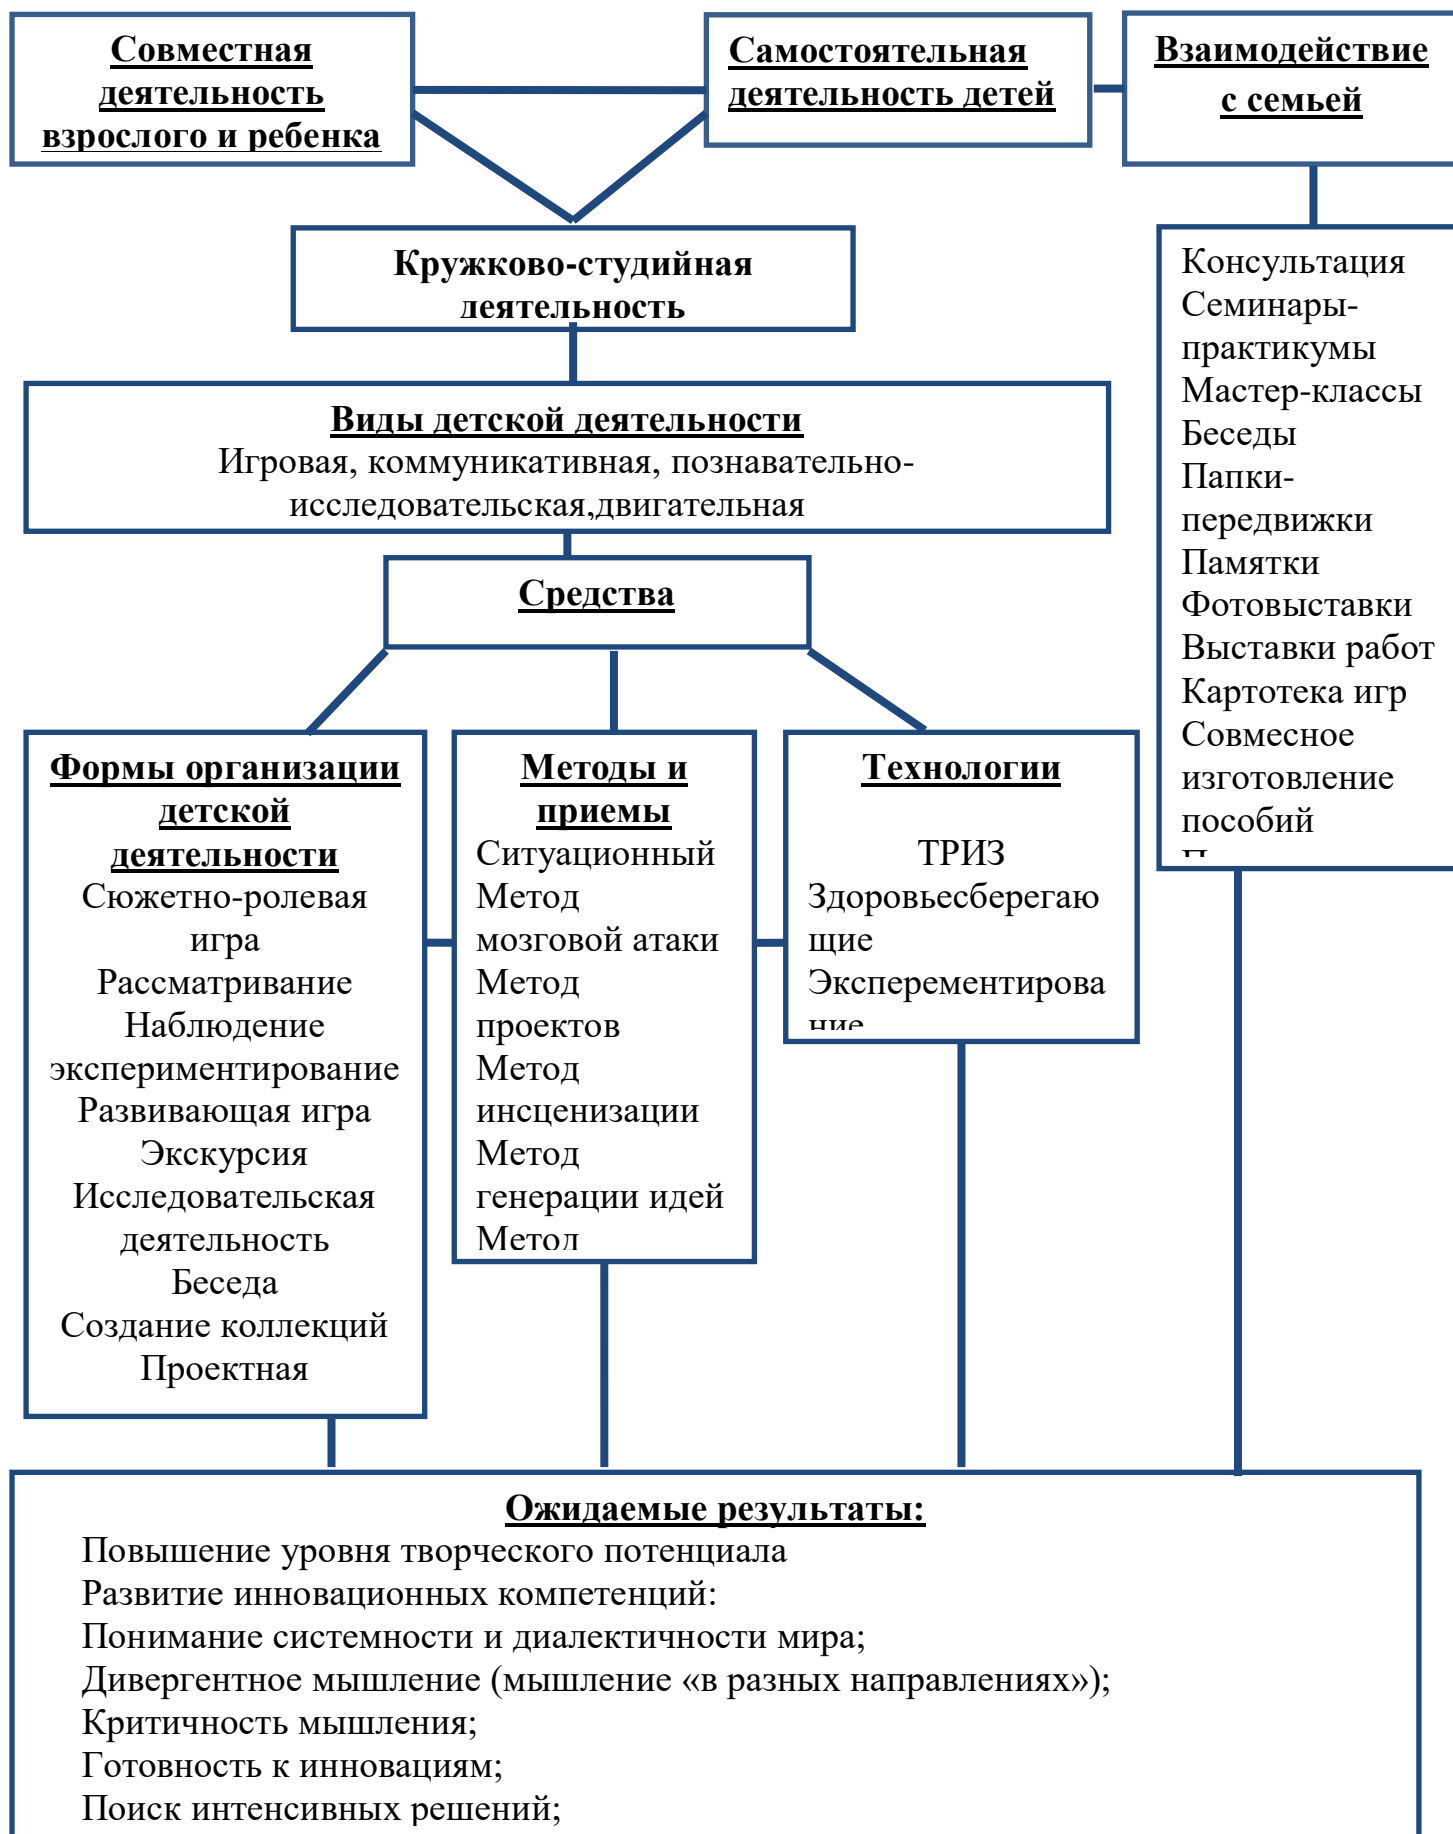 Совместная
деятельность
взрослого и ребенка
Самостоятельная
деятельность детей
Взаимодействие
с семьей
Кружково-студийная
деятельность
Виды детской деятельности
Игровая, коммуникативная, познавательно-
исследовательская,двигательная
Средства
Формы организации
детской
деятельности
Сюжетно-ролевая
игра
Рассматривание
Наблюдение
экспериментирование
Развивающая игра
Экскурсия
Исследовательская
деятельность
Беседа
Создание коллекций
Проектная
Методы и
приемы
Ситуационный
Метод
мозговой атаки
Метод
проектов
Метод
инсценизации
Метод
генерации идей
Метод
Технологии
ТРИЗ
Здоровьесберегаю
щие
Эксперементирова
ние
Консультация
Семинары-
практикумы
Мастер-классы
Беседы
Папки-
передвижки
Памятки
Фотовыставки
Выставки работ
Картотека игр
Совмесное
изготовление
пособий
Ожидаемые результаты:
Повышение уровня творческого потенциала
Развитие инновационных компетенций:
Понимание системности и диалектичности мира;
Дивергентное мышление (мышление «в разных направлениях»);
Критичность мышления;
Готовность к инновациям;
Поиск интенсивных решений;